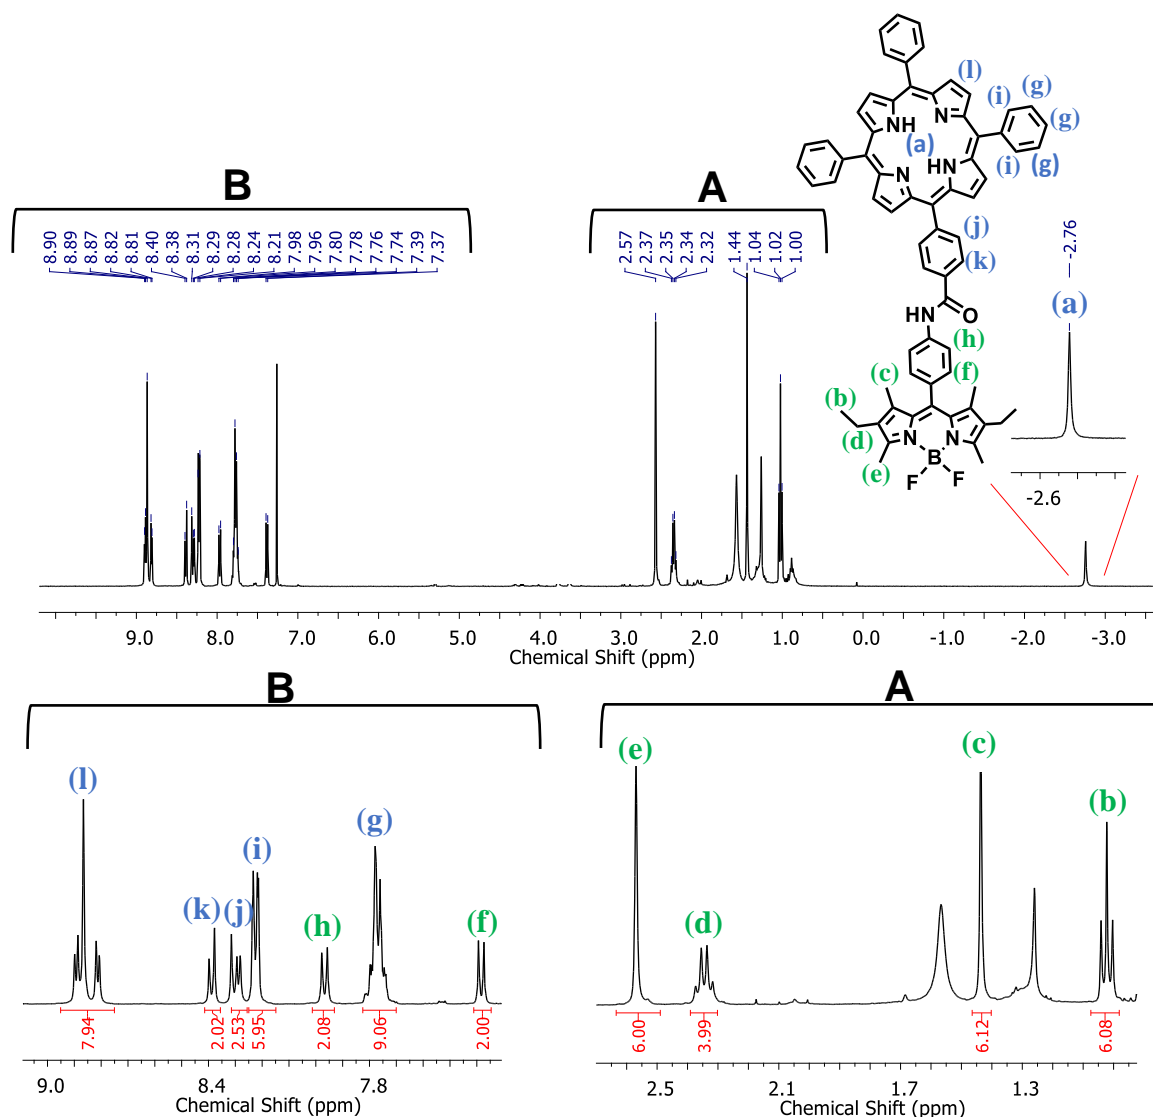 B
8.90
8.89
8.87
8.82
8.81
8.40
8.38
8.31
8.29
8.28
8.24
8.21
7.98
7.96
7.80
7.78
7.76
7.74
7.39
7.37
A
2.57
2.37
2.35
2.34
2.32
1.44
1.04
1.02
1.00
(l)
(i)
(g)
(g)
(i)
(g)
NH
N
(a)
N
HN
(j)
(k)
HN
O
(h)
(f)
(c)
(b)
(d)
(e)
N
N
B
F
F
-2.76
(a)
-2.6
9.0 8.0 7.0 6.0 5.0 4.0 3.0 2.0 1.0 0.0 -1.0 -2.0 -3.0
Chemical Shift (ppm)
B
(l)
(k)
(j)
(i)
(h)
(g)
(f)
7.94
2.02
2.53
5.95
2.08
9.06
2.00
9.0 8.4 7.8
Chemical Shift (ppm)
A
(e)
(d)
(c)
(b)
6.00
3.99
6.12
6.08
2.5 2.1 1.7 1.3
Chemical Shift (ppm)